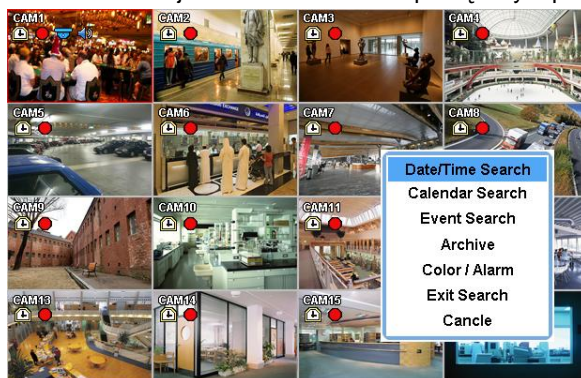 CAM1
CAM2
CAM3
CAM4
CAM5
CAM6
CAM7
CAM8
Date/Time Search
Calendar Search
Event Search
Archive
Color / Alarm
Exit Search
Cancle
CAM9
CAM10
CAM11
CAM13
CAM14
CAM15